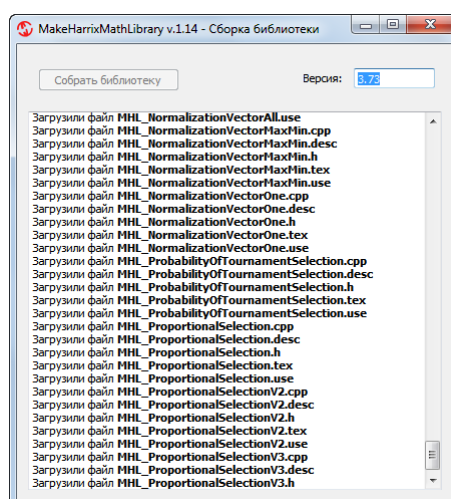 MakeHarrixMathLibrary v.1.14 - Сборка библиотеки
Собрать библиотеку Версия: 3.73
Загрузили файл MHL_NormalizationVectorAll.use
Загрузили файл MHL_NormalizationVectorMaxMin.cpp
Загрузили файл MHL_NormalizationVectorMaxMin.desc
Загрузили файл MHL_NormalizationVectorMaxMin.h
Загрузили файл MHL_NormalizationVectorMaxMin.tex
Загрузили файл MHL_NormalizationVectorMaxMin.use
Загрузили файл MHL_NormalizationVectorOne.cpp
Загрузили файл MHL_NormalizationVectorOne.desc
Загрузили файл MHL_NormalizationVectorOne.h
Загрузили файл MHL_NormalizationVectorOne.tex
Загрузили файл MHL_NormalizationVectorOne.use
Загрузили файл MHL_ProbabilityOfTournamentSelection.cpp
Загрузили файл MHL_ProbabilityOfTournamentSelection.desc
Загрузили файл MHL_ProbabilityOfTournamentSelection.h
Загрузили файл MHL_ProbabilityOfTournamentSelection.tex
Загрузили файл MHL_ProbabilityOfTournamentSelection.use
Загрузили файл MHL_ProportionalSelection.cpp
Загрузили файл MHL_ProportionalSelection.desc
Загрузили файл MHL_ProportionalSelection.h
Загрузили файл MHL_ProportionalSelection.tex
Загрузили файл MHL_ProportionalSelection.use
Загрузили файл MHL_ProportionalSelectionV2.cpp
Загрузили файл MHL_ProportionalSelectionV2.desc
Загрузили файл MHL_ProportionalSelectionV2.h
Загрузили файл MHL_ProportionalSelectionV2.tex
Загрузили файл MHL_ProportionalSelectionV2.use
Загрузили файл MHL_ProportionalSelectionV3.cpp
Загрузили файл MHL_ProportionalSelectionV3.desc
Загрузили файл MHL_ProportionalSelectionV3.h